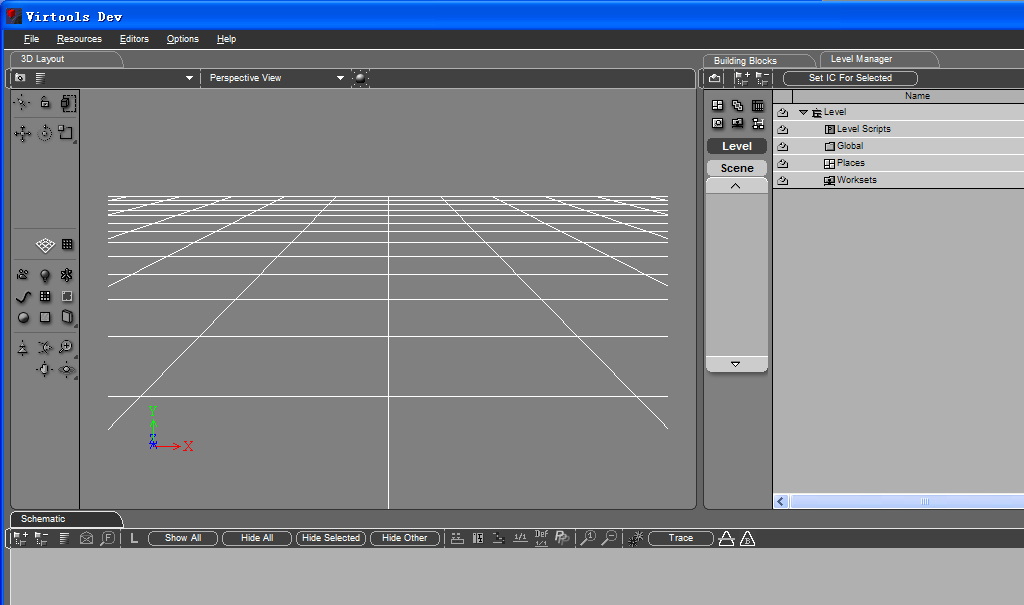 Virtools Dev
File Resources Editors Options Help
3D Layout
Building Blocks
Level Manager
Perspective View
Set IC For Selected
Name
Level
Level Scripts
Global
Places
Worksets
Level
Scene
Y
Z
X
Schematic
L Show All Hide All Hide Selected Hide Other 1/1 Def 1/1 Trace